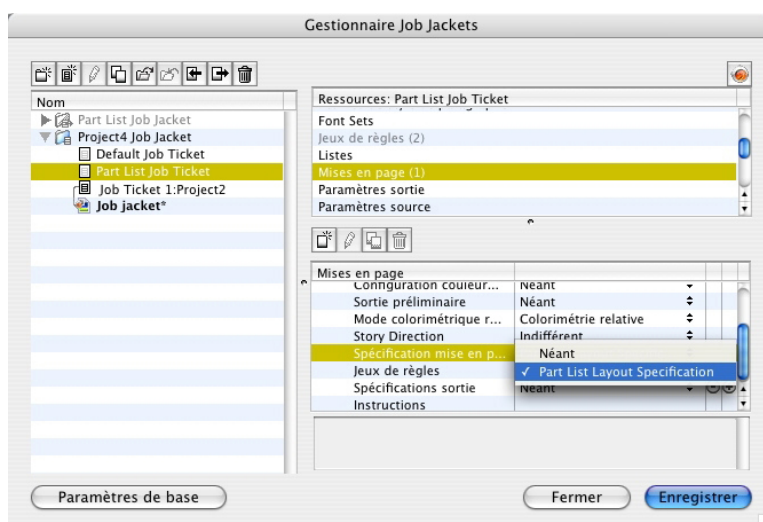 Gestionnaire Job Jackets
Nom
Part List Job Jacket
Project4 Job Jacket
Default Job Ticket
Part List Job Ticket
Job Ticket 1:Project2
Job jacket*
Ressources: Part List Job Ticket
Font Sets
Jeux de règles (2)
Listes
Mises en page (1)
Paramètres sortie
Paramètres source
Mises en page
Configuration couleur... Néant
Sortie préliminaire Néant
Mode colorimétrique r... Colorimétrie relative
Story Direction Indifférent
Spécification mise en p... Néant
Jeux de règles ✓ Part List Layout Specification
Spécifications sortie Néant
Instructions
Paramètres de base
Fermer
Enregistrer